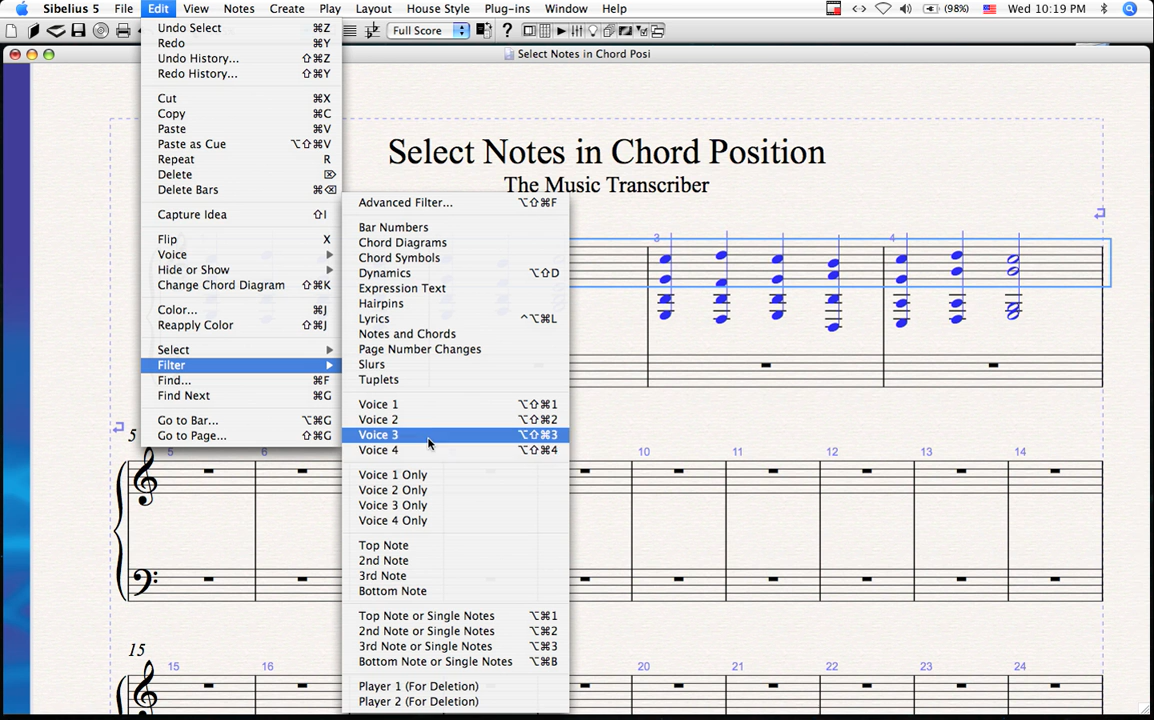 Sibelius 5 File Edit View Notes Create Play Layout House Style Plug-ins Window Help (98%) Wed 10:19 PM
Full Score
Select Notes in Chord Posi
Undo Select ⌘Z
Redo ⌘Y
Undo History... ⇧⌘Z
Redo History... ⇧⌘Y
Cut ⌘X
Copy ⌘C
Paste ⌘V
Paste as Cue ⌥⇧⌘V
Repeat R
Delete ⌦
Delete Bars ⌘⌫
Capture Idea ⇧I
Flip X
Voice
Hide or Show
Change Chord Diagram ⇧⌘K
Color... ⌘J
Reapply Color ⇧⌘J
Select
Filter
Find... ⌘F
Find Next ⌘G
Go to Bar... ⌥⌘G
Go to Page... ⇧⌘G
Advanced Filter... ⌥⇧⌘F
Bar Numbers
Chord Diagrams
Chord Symbols
Dynamics ⌥⇧D
Expression Text
Hairpins
Lyrics ^⌥⌘L
Notes and Chords
Page Number Changes
Slurs
Tuplets
Voice 1 ⌥⇧⌘1
Voice 2 ⌥⇧⌘2
Voice 3 ⌥⇧⌘3
Voice 4 ⌥⇧⌘4
Voice 1 Only
Voice 2 Only
Voice 3 Only
Voice 4 Only
Top Note
2nd Note
3rd Note
Bottom Note
Top Note or Single Notes ⌥⌘1
2nd Note or Single Notes ⌥⌘2
3rd Note or Single Notes ⌥⌘3
Bottom Note or Single Notes ⌥⌘B
Player 1 (For Deletion)
Player 2 (For Deletion)
Select Notes in Chord Position
The Music Transcriber
3 4
5
5 6 10 11 12 13 14
15
15 16 20 21 22 23 24